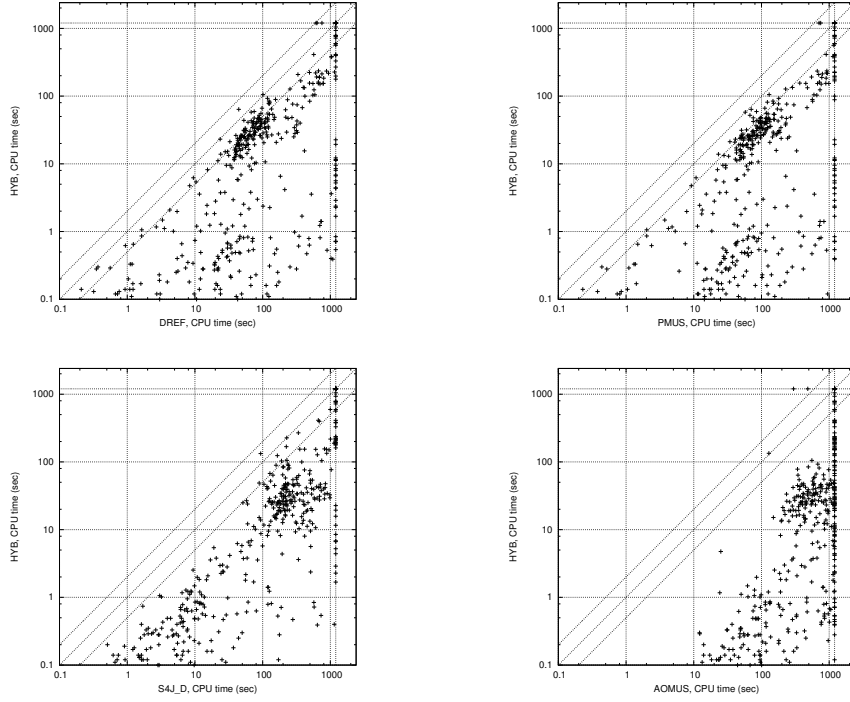 1000
100
10
1
0.1
HYB, CPU time (sec)
0.1 1 10 100 1000
DREF, CPU time (sec)
1000
100
10
1
0.1
HYB, CPU time (sec)
0.1 1 10 100 1000
PMUS, CPU time (sec)
1000
100
10
1
0.1
HYB, CPU time (sec)
0.1 1 10 100 1000
S4J_D, CPU time (sec)
1000
100
10
1
0.1
HYB, CPU time (sec)
0.1 1 10 100 1000
AOMUS, CPU time (sec)